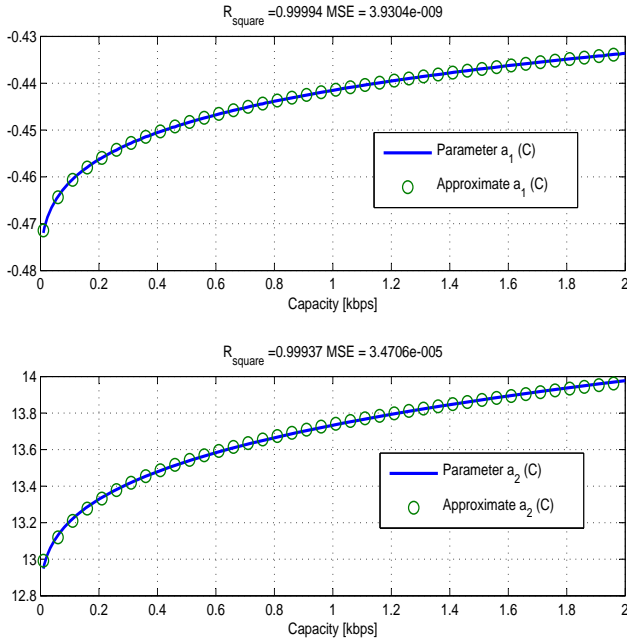 R_square =0.99994 MSE = 3.9304e-009
-0.43
-0.44
-0.45
-0.46
-0.47
-0.48
Parameter a_1 (C)
Approximate a_1 (C)
0 0.2 0.4 0.6 0.8 1 1.2 1.4 1.6 1.8 2
Capacity [kbps]
R_square =0.99937 MSE = 3.4706e-005
14
13.8
13.6
13.4
13.2
13
12.8
Parameter a_2 (C)
Approximate a_2 (C)
0 0.2 0.4 0.6 0.8 1 1.2 1.4 1.6 1.8 2
Capacity [kbps]